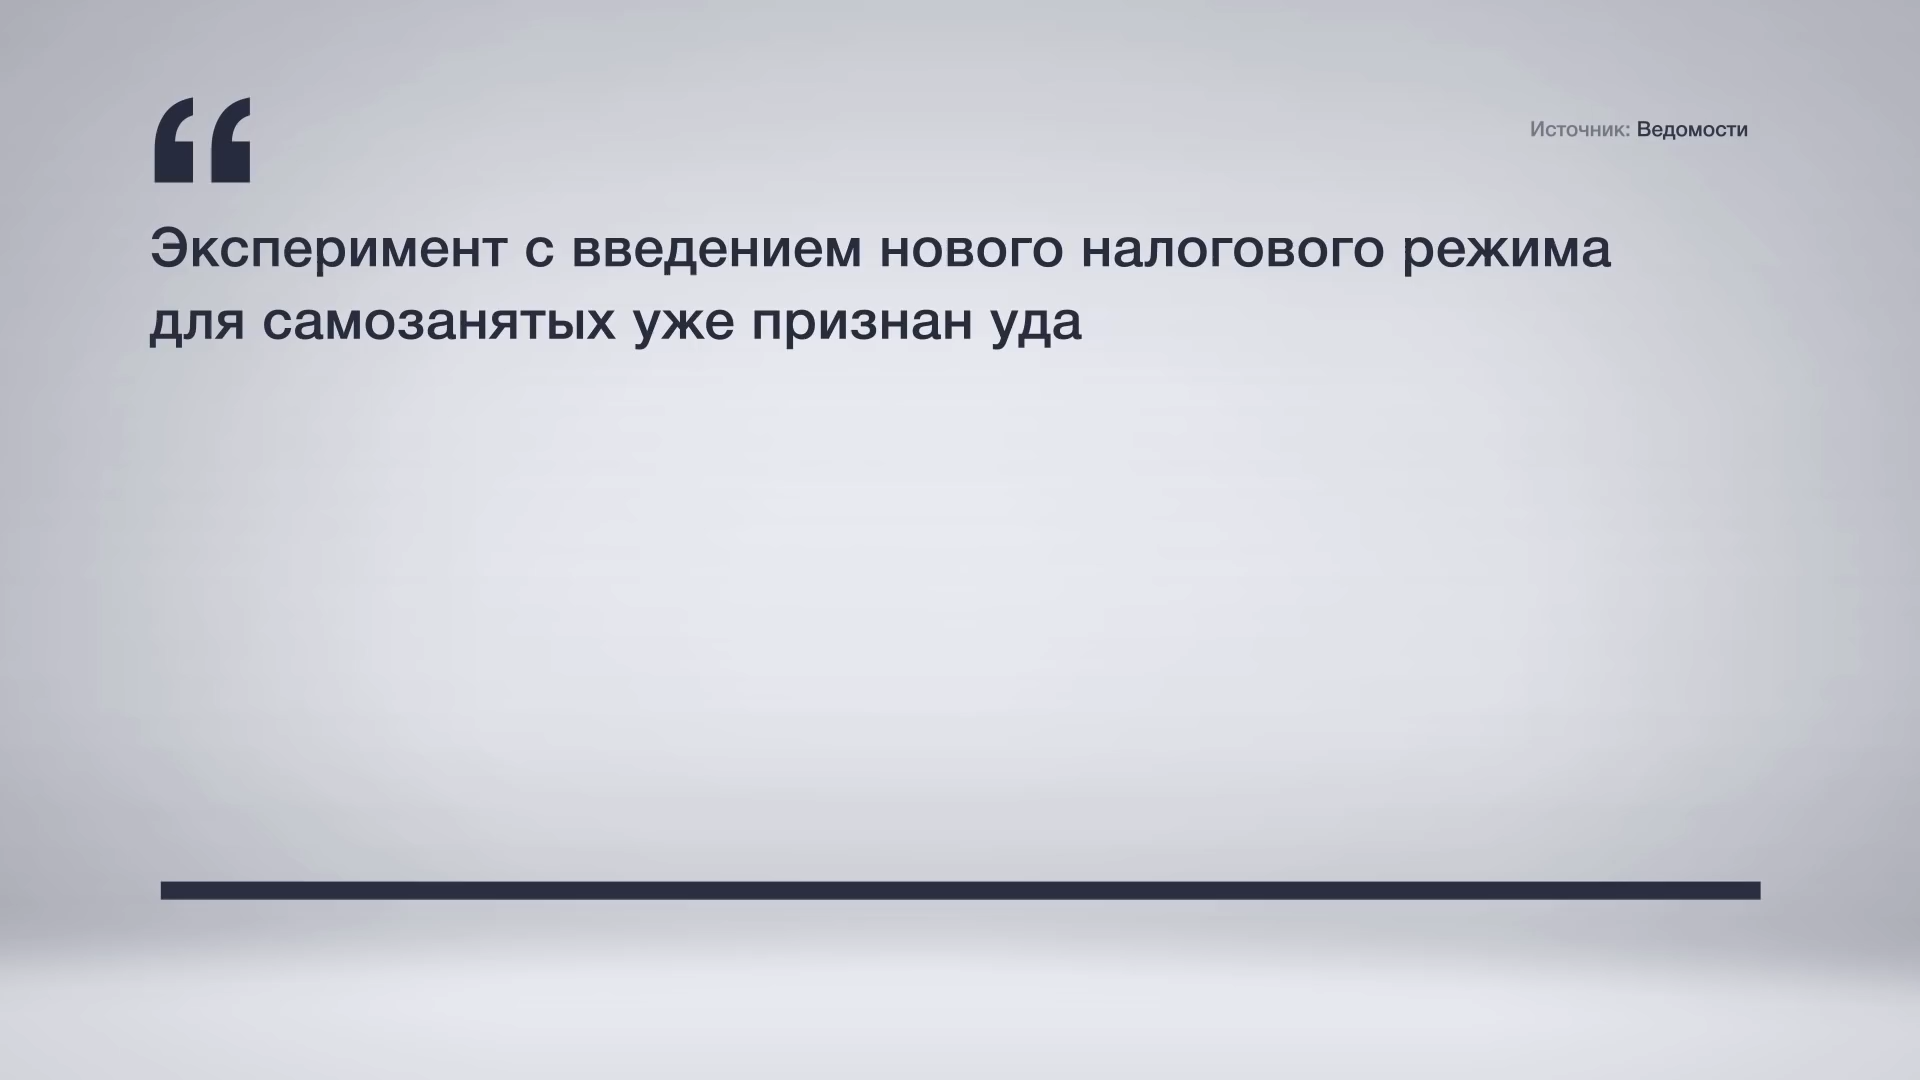 “
Источник: Ведомости
Эксперимент с введением нового налогового режима
для самозанятых уже признан уда